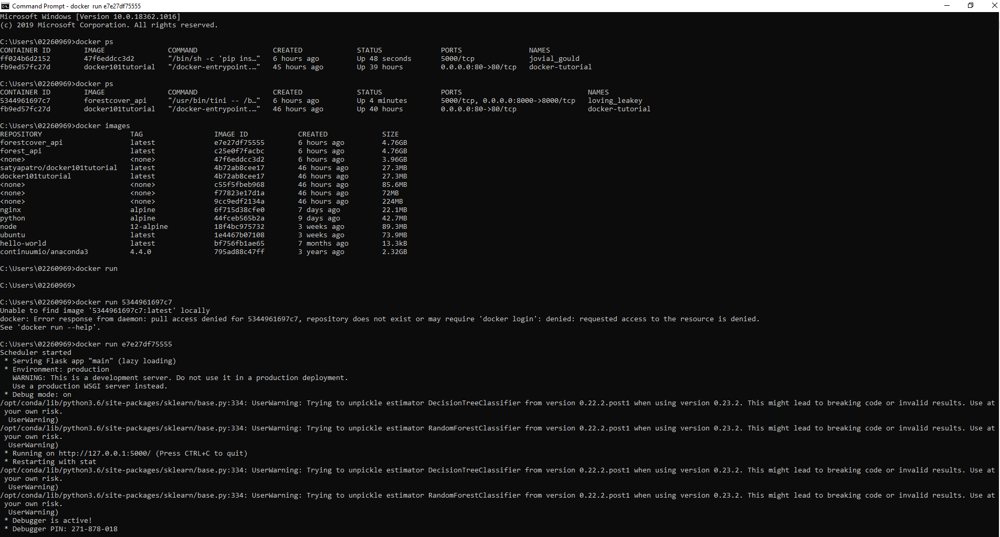 Command Prompt - docker run e7e27df75555
Microsoft Windows [Version 10.0.18362.1016]
(c) 2019 Microsoft Corporation. All rights reserved.
C:\Users\02260969>docker ps
CONTAINER ID        IMAGE               COMMAND                  CREATED             STATUS              PORTS                NAMES
ff024b6d2152        47f6eddcc3d2        "/bin/sh -c 'pip ins…"   6 hours ago         Up 48 seconds       5000/tcp             jovial_gould
fb9ed57fc27d        docker101tutorial   "/docker-entrypoint.…"   45 hours ago        Up 39 hours         0.0.0.0:80->80/tcp   docker-tutorial
C:\Users\02260969>docker ps
CONTAINER ID        IMAGE               COMMAND                  CREATED             STATUS              PORTS                              NAMES
5344961697c7        forestcover_api     "/usr/bin/tini -- /b…"   6 hours ago         Up 4 minutes        5000/tcp, 0.0.0.0:8000->8000/tcp   loving_leakey
fb9ed57fc27d        docker101tutorial   "/docker-entrypoint.…"   46 hours ago        Up 40 hours         0.0.0.0:80->80/tcp                 docker-tutorial
C:\Users\02260969>docker images
REPOSITORY                     TAG                 IMAGE ID            CREATED             SIZE
forestcover_api                latest              e7e27df75555        6 hours ago         4.76GB
forest_api                     latest              c25e0f7facbc        6 hours ago         4.76GB
<none>                         <none>              47f6eddcc3d2        6 hours ago         3.96GB
satyapatro/docker101tutorial   latest              4b72ab8cee17        46 hours ago        27.3MB
docker101tutorial              latest              4b72ab8cee17        46 hours ago        27.3MB
<none>                         <none>              c55f5fbeb968        46 hours ago        85.6MB
<none>                         <none>              f77823e17d1a        46 hours ago        72MB
<none>                         <none>              9cc9edf2134a        46 hours ago        224MB
nginx                          alpine              6f715d38cfe0        7 days ago          22.1MB
python                         alpine              44fceb565b2a        9 days ago          42.7MB
node                           12-alpine           18f4bc975732        3 weeks ago         89.3MB
ubuntu                         latest              1e4467b07108        3 weeks ago         73.9MB
hello-world                    latest              bf756fb1ae65        7 months ago        13.3kB
continuumio/anaconda3          4.4.0               795ad88c47ff        3 years ago         2.32GB
C:\Users\02260969>docker run
C:\Users\02260969>
C:\Users\02260969>docker run 5344961697c7
Unable to find image '5344961697c7:latest' locally
docker: Error response from daemon: pull access denied for 5344961697c7, repository does not exist or may require 'docker login': denied: requested access to the resource is denied.
See 'docker run --help'.
C:\Users\02260969>docker run e7e27df75555
Scheduler started
 * Serving Flask app "main" (lazy loading)
 * Environment: production
   WARNING: This is a development server. Do not use it in a production deployment.
   Use a production WSGI server instead.
 * Debug mode: on
/opt/conda/lib/python3.6/site-packages/sklearn/base.py:334: UserWarning: Trying to unpickle estimator DecisionTreeClassifier from version 0.22.2.post1 when using version 0.23.2. This might lead to breaking code or invalid results. Use at
 your own risk.
  UserWarning)
/opt/conda/lib/python3.6/site-packages/sklearn/base.py:334: UserWarning: Trying to unpickle estimator RandomForestClassifier from version 0.22.2.post1 when using version 0.23.2. This might lead to breaking code or invalid results. Use at
 your own risk.
  UserWarning)
 * Running on http://127.0.0.1:5000/ (Press CTRL+C to quit)
 * Restarting with stat
/opt/conda/lib/python3.6/site-packages/sklearn/base.py:334: UserWarning: Trying to unpickle estimator DecisionTreeClassifier from version 0.22.2.post1 when using version 0.23.2. This might lead to breaking code or invalid results. Use at
 your own risk.
  UserWarning)
/opt/conda/lib/python3.6/site-packages/sklearn/base.py:334: UserWarning: Trying to unpickle estimator RandomForestClassifier from version 0.22.2.post1 when using version 0.23.2. This might lead to breaking code or invalid results. Use at
 your own risk.
  UserWarning)
 * Debugger is active!
 * Debugger PIN: 271-878-018